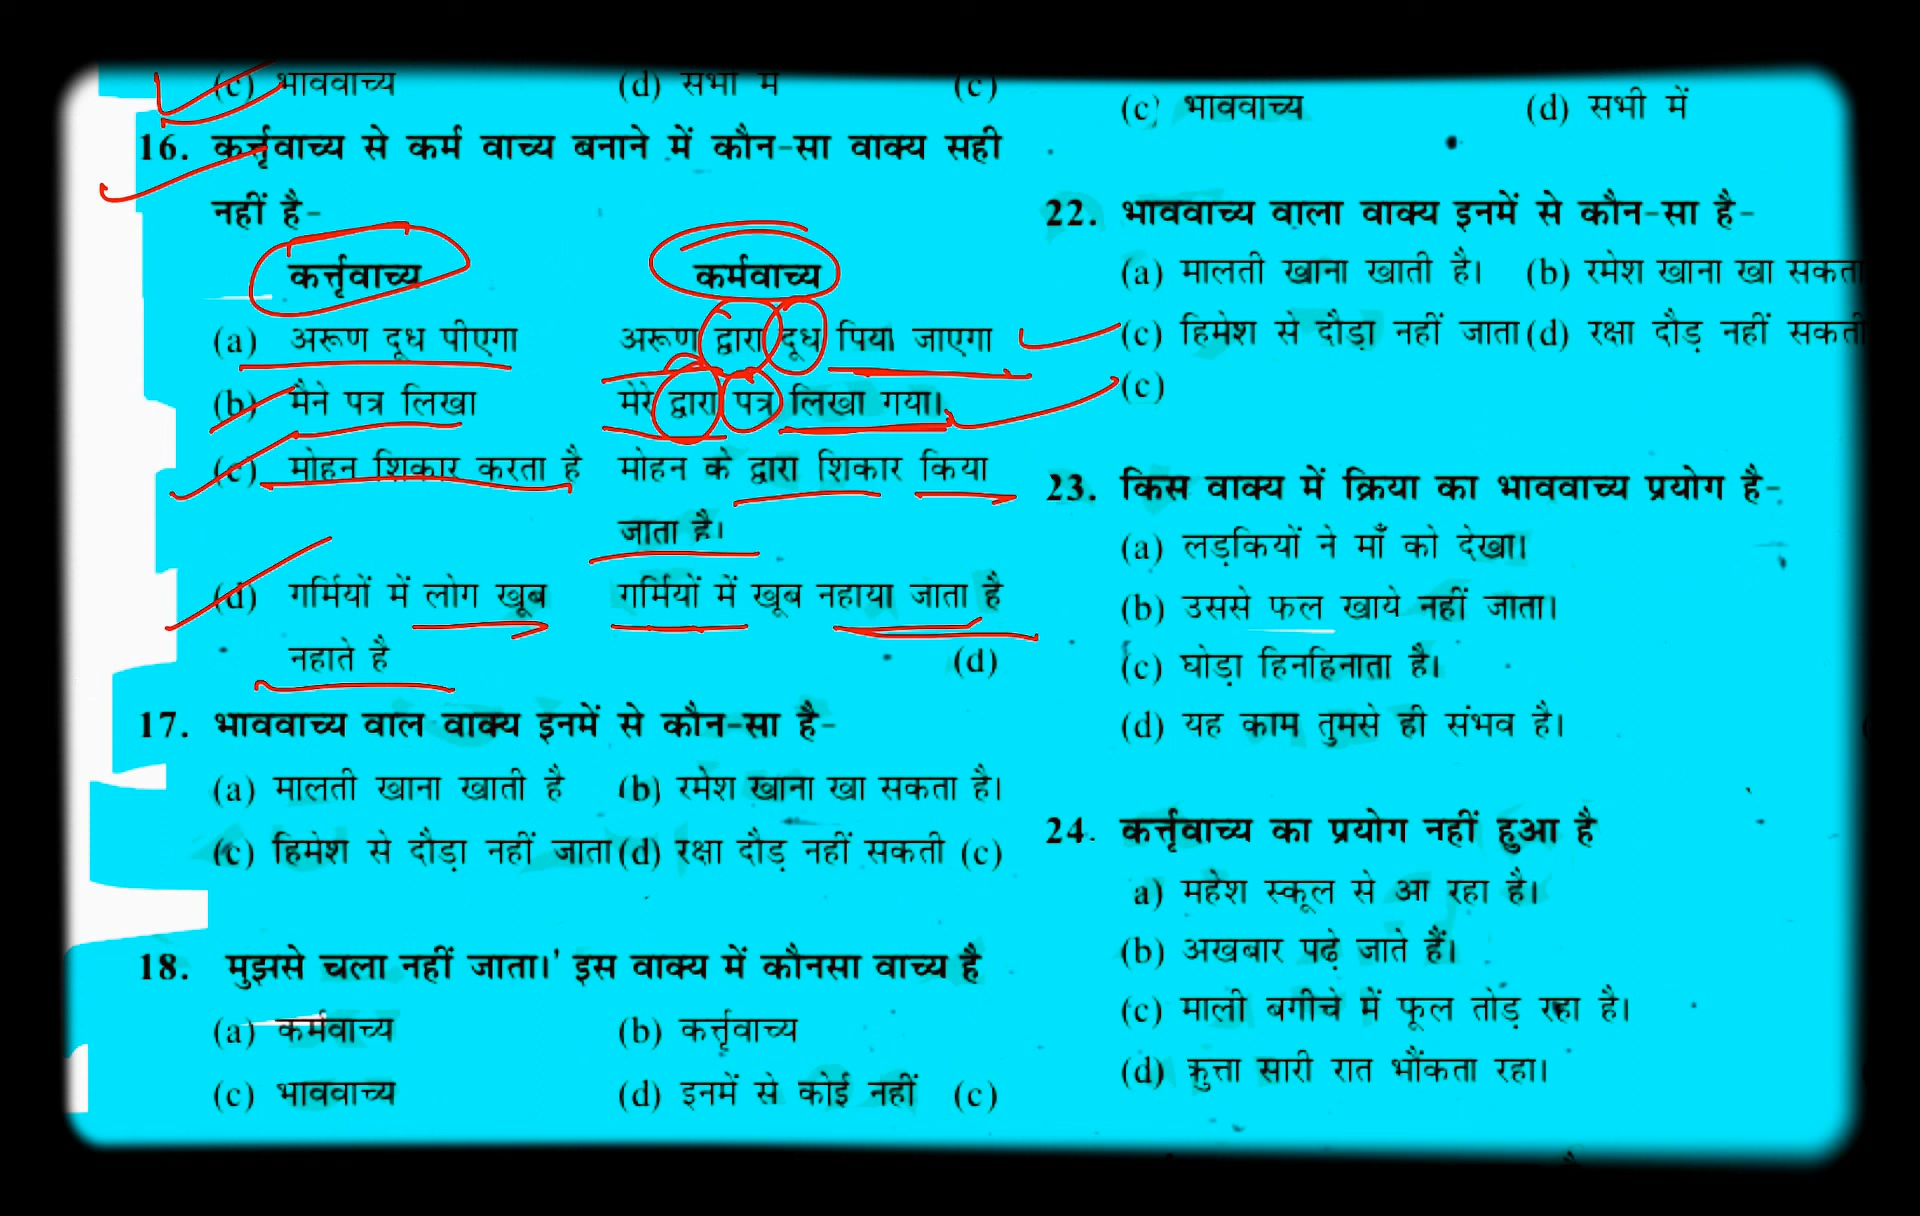 (c) भाववाच्य (d) सभी में (c)
16. कर्त्तृवाच्य से कर्म वाच्य बनाने में कौन-सा वाक्य सही
नहीं है-
कर्त्तृवाच्य कर्मवाच्य
(a) अरूण दूध पीएगा अरूण द्वारा दूध पिया जाएगा
(b) मैने पत्र लिखा मेरे द्वारा पत्र लिखा गया।
(c) मोहन शिकार करता है मोहन के द्वारा शिकार किया
जाता है।
(d) गर्मियों में लोग खूब गर्मियों में खूब नहाया जाता है
नहाते है (d)
17. भाववाच्य वाल वाक्य इनमें से कौन-सा है-
(a) मालती खाना खाती है (b) रमेश खाना खा सकता है।
(c) हिमेश से दौड़ा नहीं जाता (d) रक्षा दौड़ नहीं सकती (c)
18. मुझसे चला नहीं जाता।' इस वाक्य में कौनसा वाच्य है
(a) कर्मवाच्य (b) कर्त्तृवाच्य
(c) भाववाच्य (d) इनमें से कोई नहीं (c)
(c) भाववाच्य (d) सभी में
22. भाववाच्य वाला वाक्य इनमें से कौन-सा है-
(a) मालती खाना खाती है। (b) रमेश खाना खा सकता
(c) हिमेश से दौड़ा नहीं जाता (d) रक्षा दौड़ नहीं सकती
(c)
23. किस वाक्य में क्रिया का भाववाच्य प्रयोग है-
(a) लड़कियों ने माँ को देखा।
(b) उससे फल खाये नहीं जाता।
(c) घोड़ा हिनहिनाता है।
(d) यह काम तुमसे ही संभव है।
24. कर्त्तृवाच्य का प्रयोग नहीं हुआ है
a) महेश स्कूल से आ रहा है।
(b) अखबार पढ़े जाते हैं।
(c) माली बगीचे में फूल तोड़ रहा है।
(d) कुत्ता सारी रात भौंकता रहा।